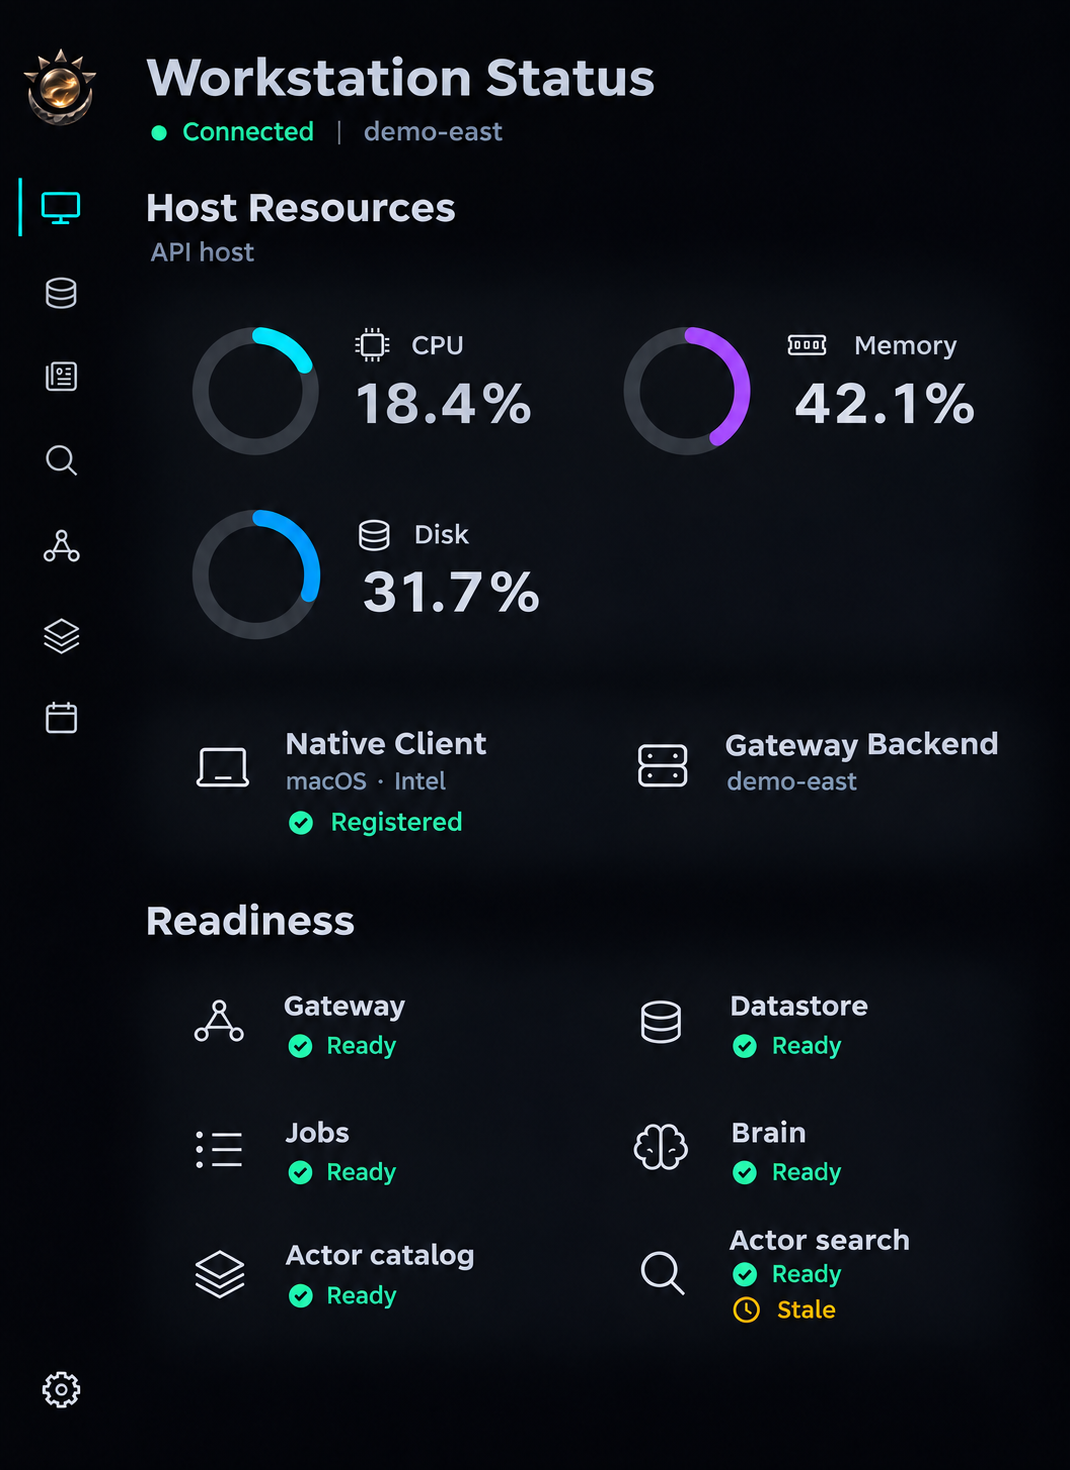 Workstation Status
Connected | demo-east
Host Resources
API host
CPU
18.4%
Memory
42.1%
Disk
31.7%
Native Client
macOS · Intel
Registered
Gateway Backend
demo-east
Readiness
Gateway
Ready
Datastore
Ready
Jobs
Ready
Brain
Ready
Actor catalog
Ready
Actor search
Ready
Stale